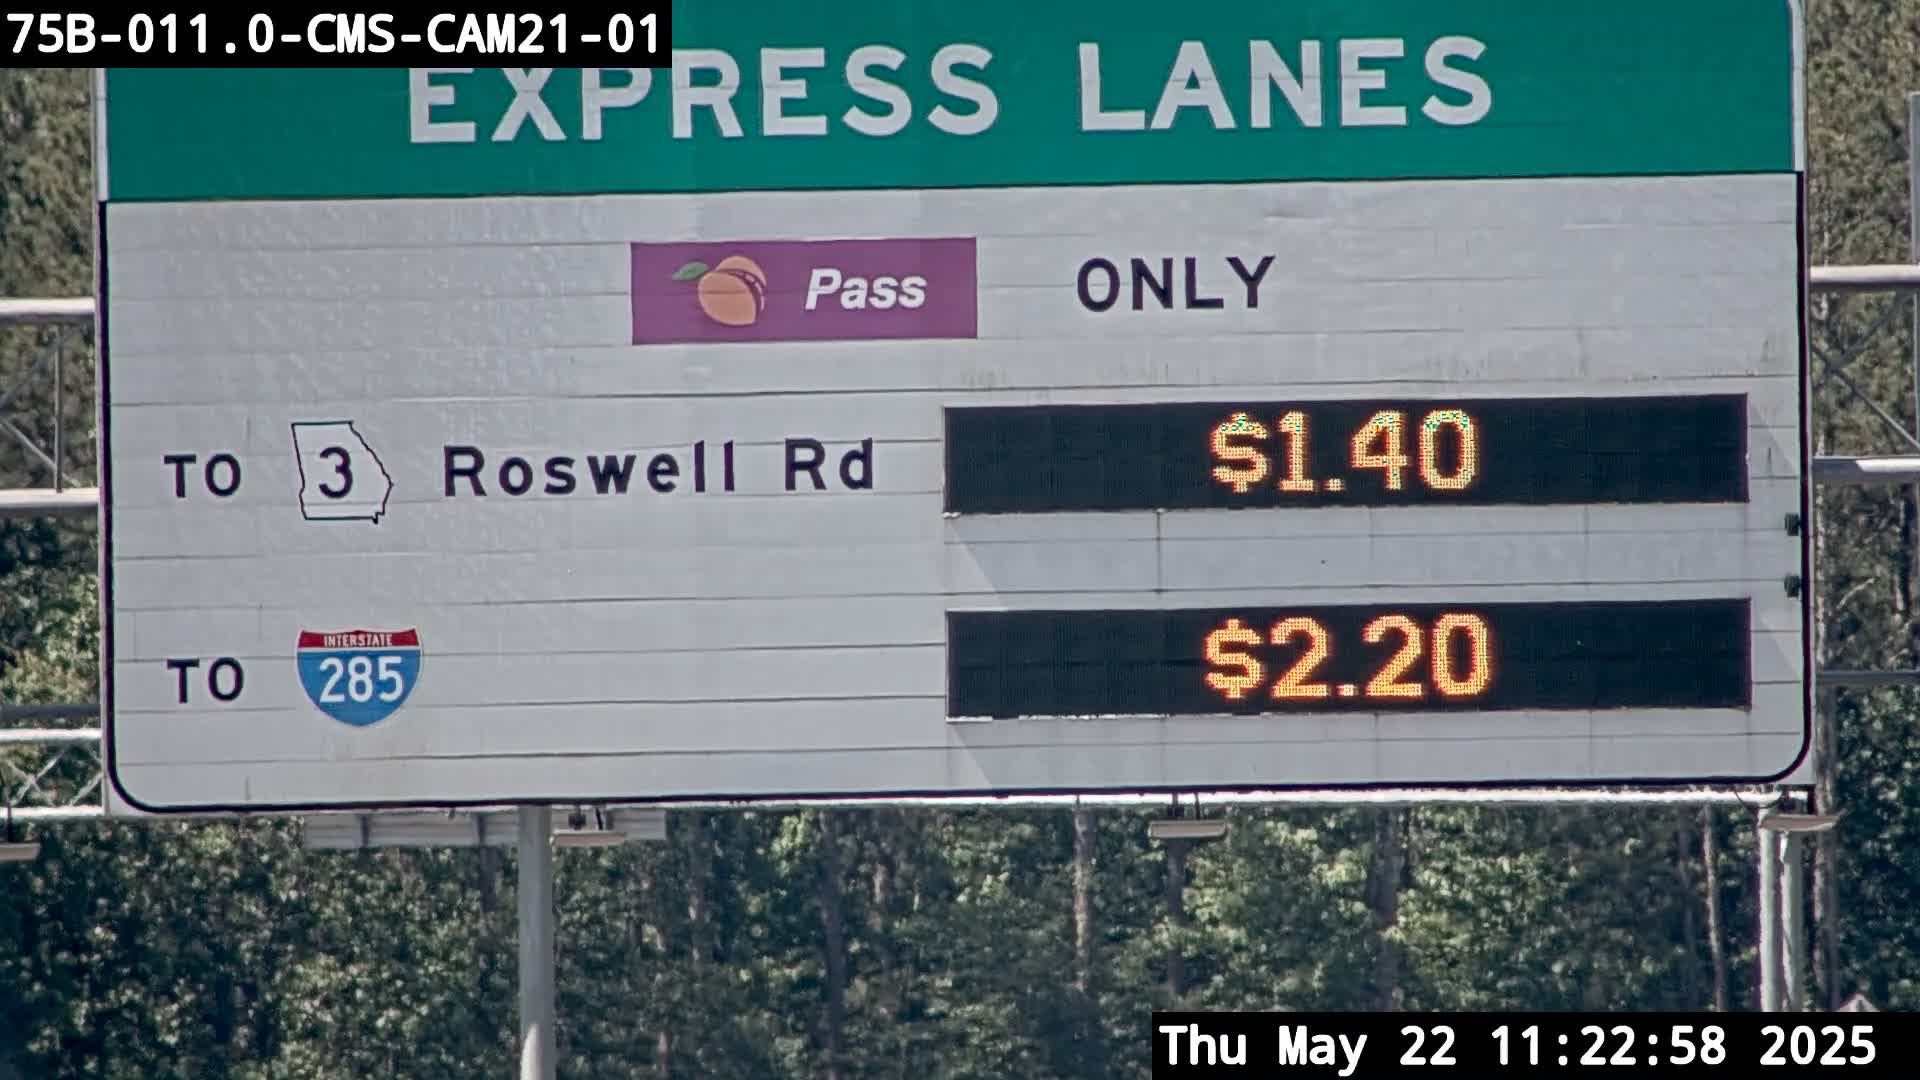 75B-011.0-CMS-CAM21-01
EXPRESS LANES
Pass ONLY
TO 3 Roswell Rd $1.40
INTERSTATE
TO 285 $2.20
Thu May 22 11:22:58 2025